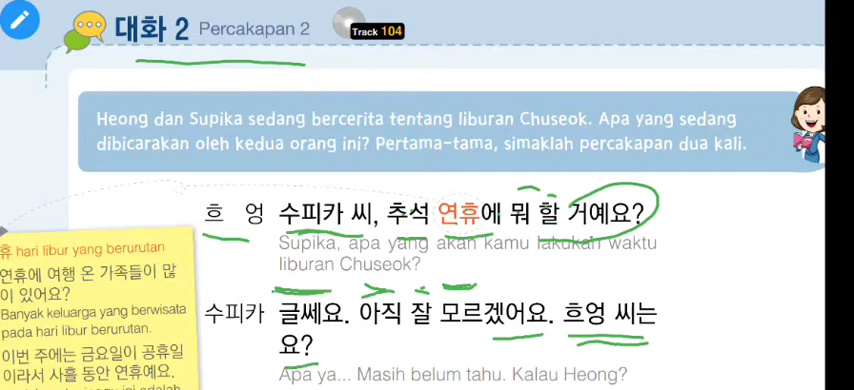 대화 2 Percakapan 2
Track 104
Heong dan Supika sedang bercerita tentang liburan Chuseok. Apa yang sedang
dibicarakan oleh kedua orang ini? Pertama-tama, simaklah percakapan dua kali.
흐 엉 수피카 씨, 추석 연휴에 뭐 할 거예요?
Supika, apa yang akan kamu lakukan waktu
liburan Chuseok?
수피카 글쎄요. 아직 잘 모르겠어요. 흐엉 씨는
요?
Apa ya... Masih belum tahu. Kalau Heong?
休 hari libur yang berurutan
연휴에 여행 온 가족들이 많
이 있어요?
Banyak keluarga yang berwisata
pada hari libur berurutan.
이번 주에는 금요일이 공휴일
이라서 사흘 동안 연휴예요.